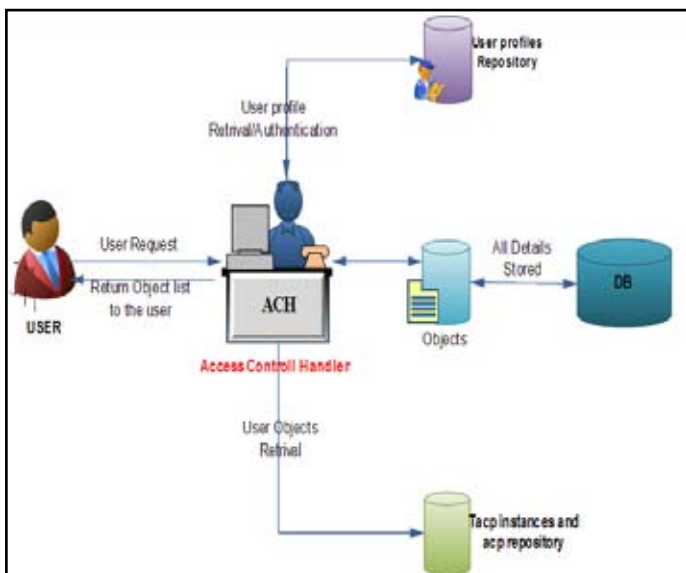 User profiles
Repository
User profile
Retrival/Authentication
User Request
Return Object list
to the user
USER
ACH
Access Controll Handler
All Details
Stored
DB
Objects
User Objects
Retrival
Tacp instances and
acp repository